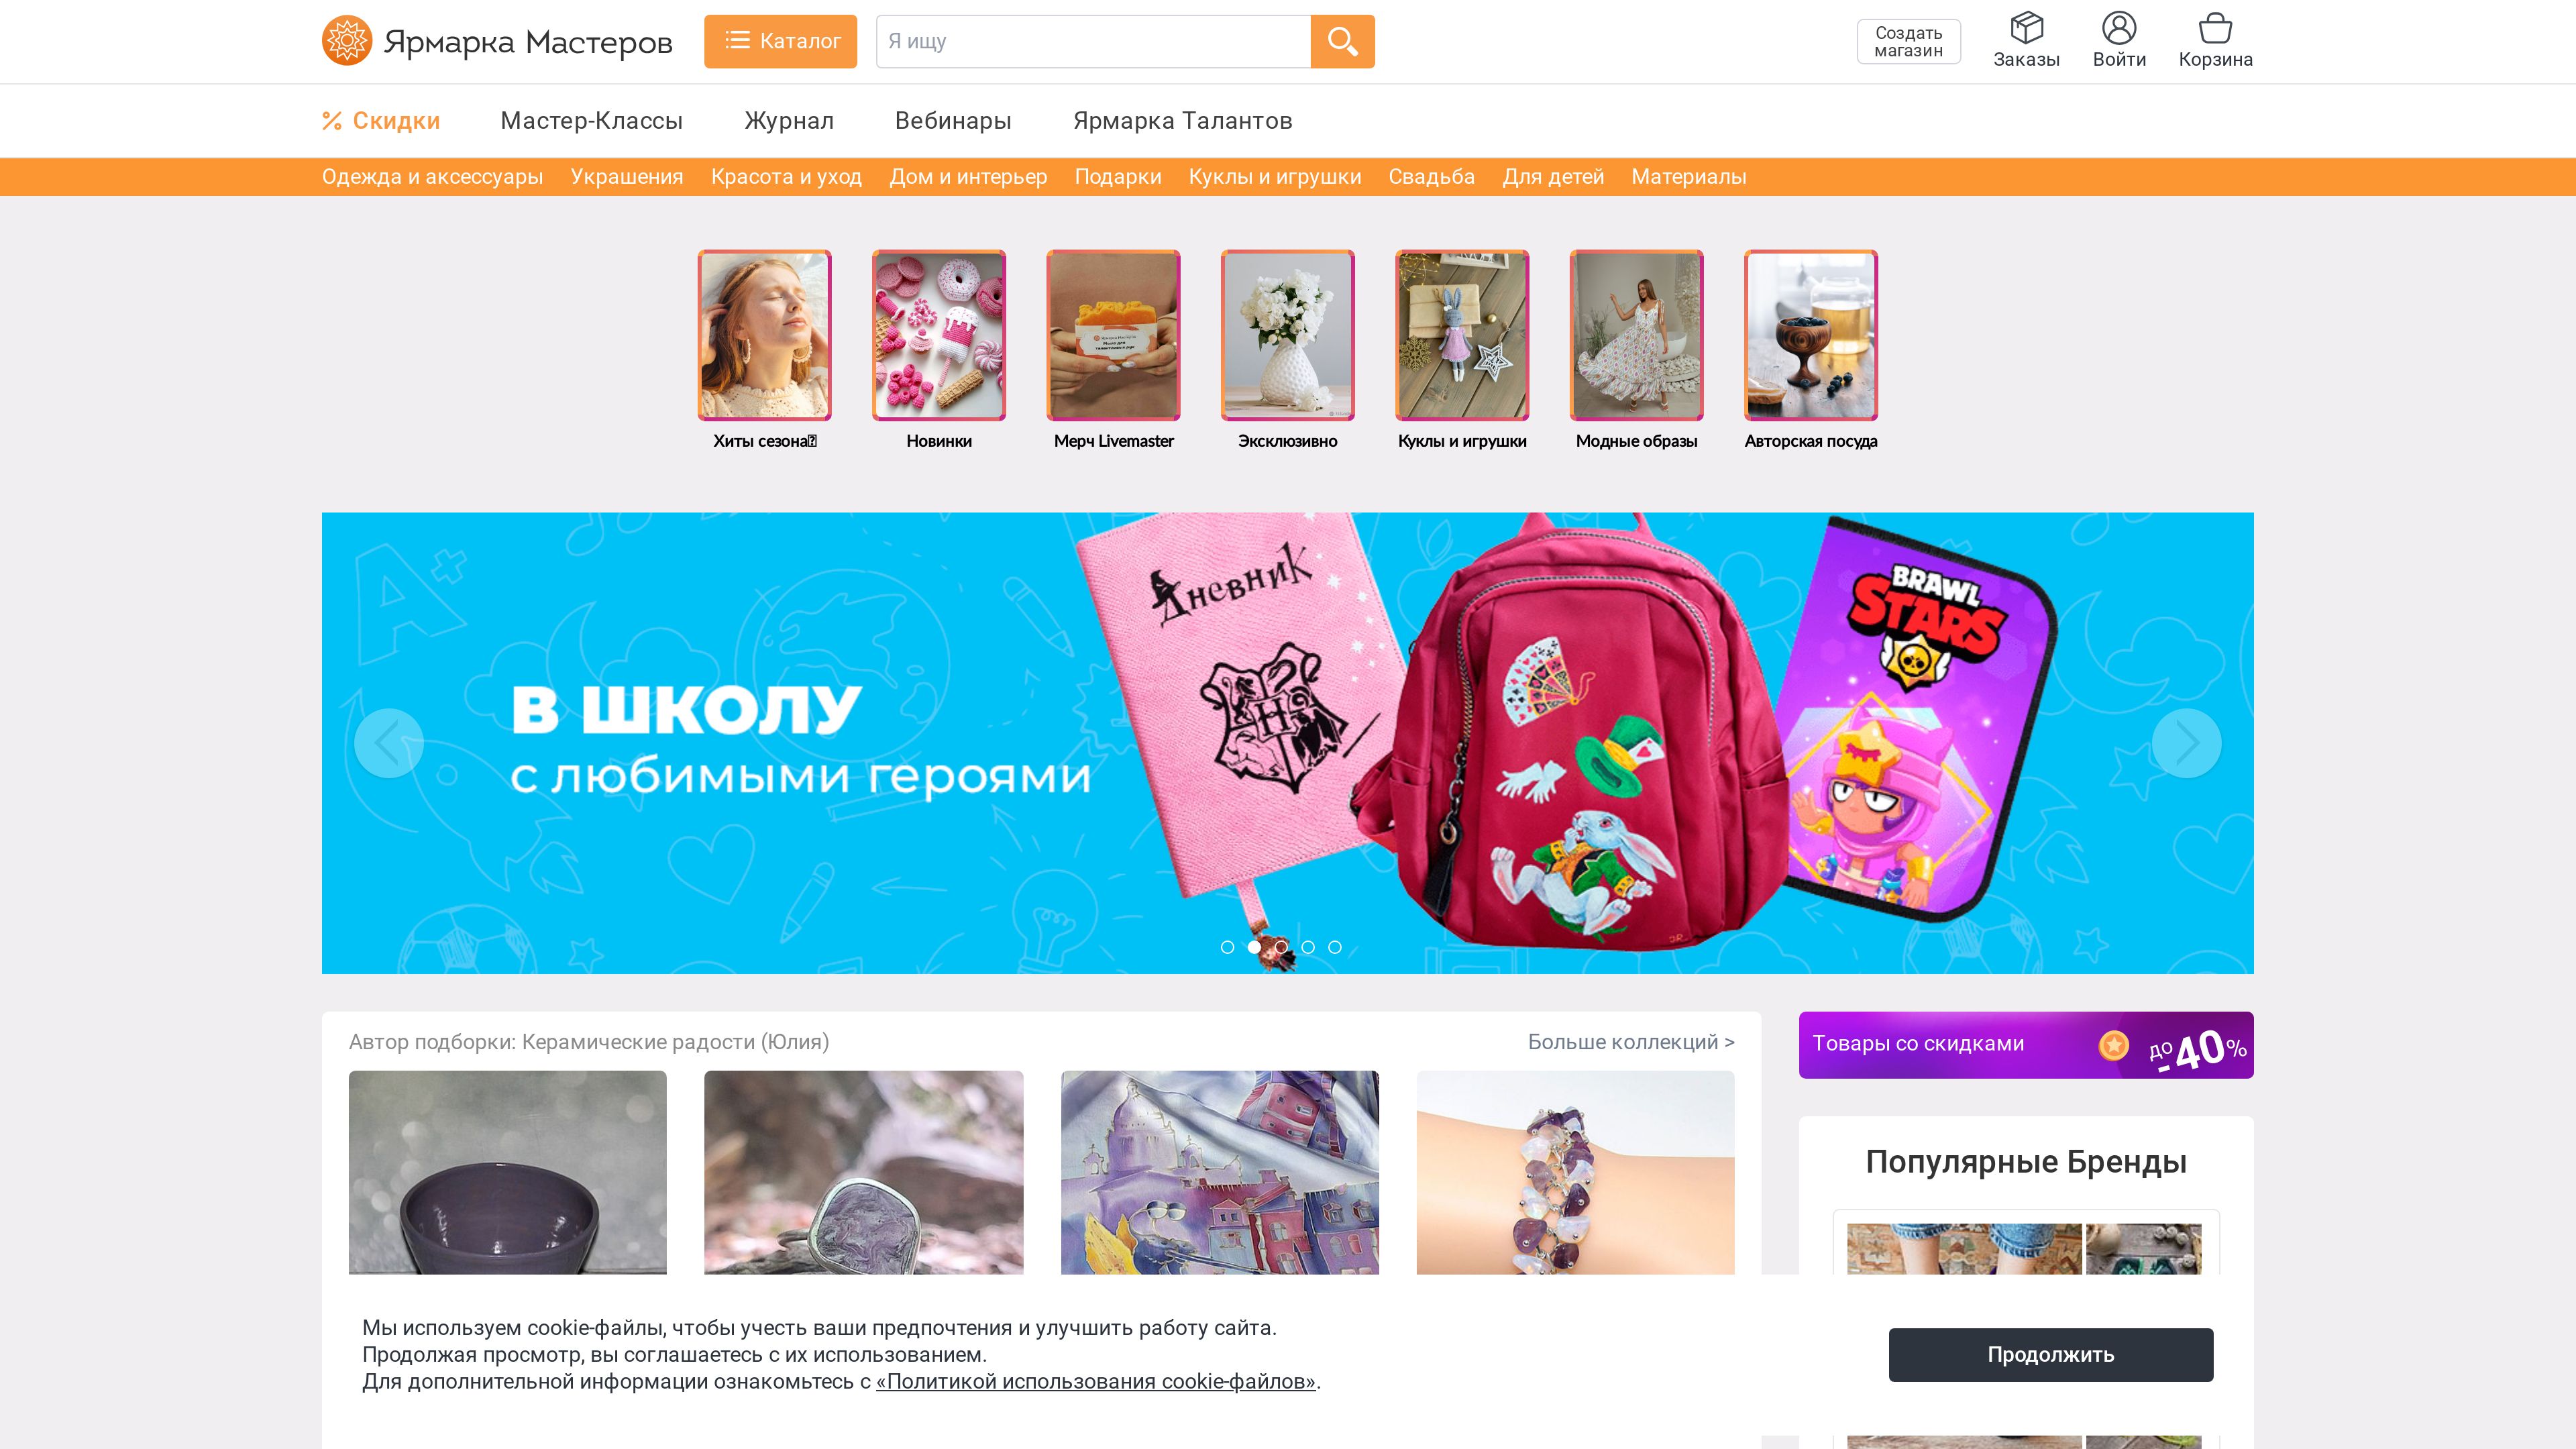 Ярмарка Мастеров
Каталог
Я ищу
Создать
магазин
Заказы
Войти
Корзина
Скидки
Мастер-Классы
Журнал
Вебинары
Ярмарка Талантов
Одежда и аксессуары
Украшения
Красота и уход
Дом и интерьер
Подарки
Куклы и игрушки
Свадьба
Для детей
Материалы
Хиты сезона
Новинки
Мерч Livemaster
Эксклюзивно
Куклы и игрушки
Модные образы
Авторская посуда
В ШКОЛУ
с любимыми героями
Дневник
BRAWL
STARS
Автор подборки: Керамические радости (Юлия)
Больше коллекций >
Товары со скидками
до -40%
Популярные Бренды
Мы используем cookie-файлы, чтобы учесть ваши предпочтения и улучшить работу сайта.
Продолжая просмотр, вы соглашаетесь с их использованием.
Для дополнительной информации ознакомьтесь с «Политикой использования cookie-файлов».
Продолжить